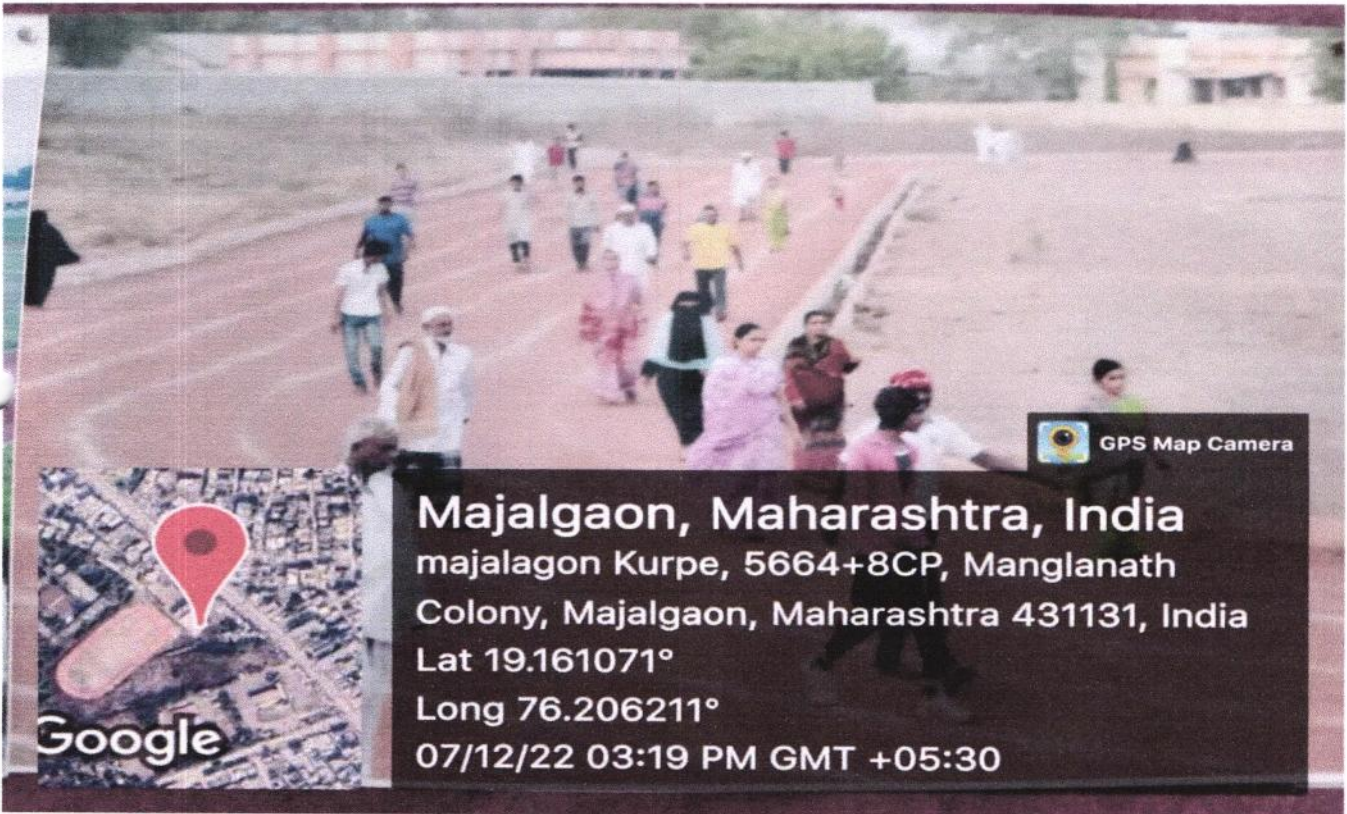 GPS Map Camera
Majalgaon, Maharashtra, India
majalagon Kurpe, 5664+8CP, Manglanath
Colony, Majalgaon, Maharashtra 431131, India
Lat 19.161071°
Long 76.206211°
07/12/22 03:19 PM GMT +05:30
Google